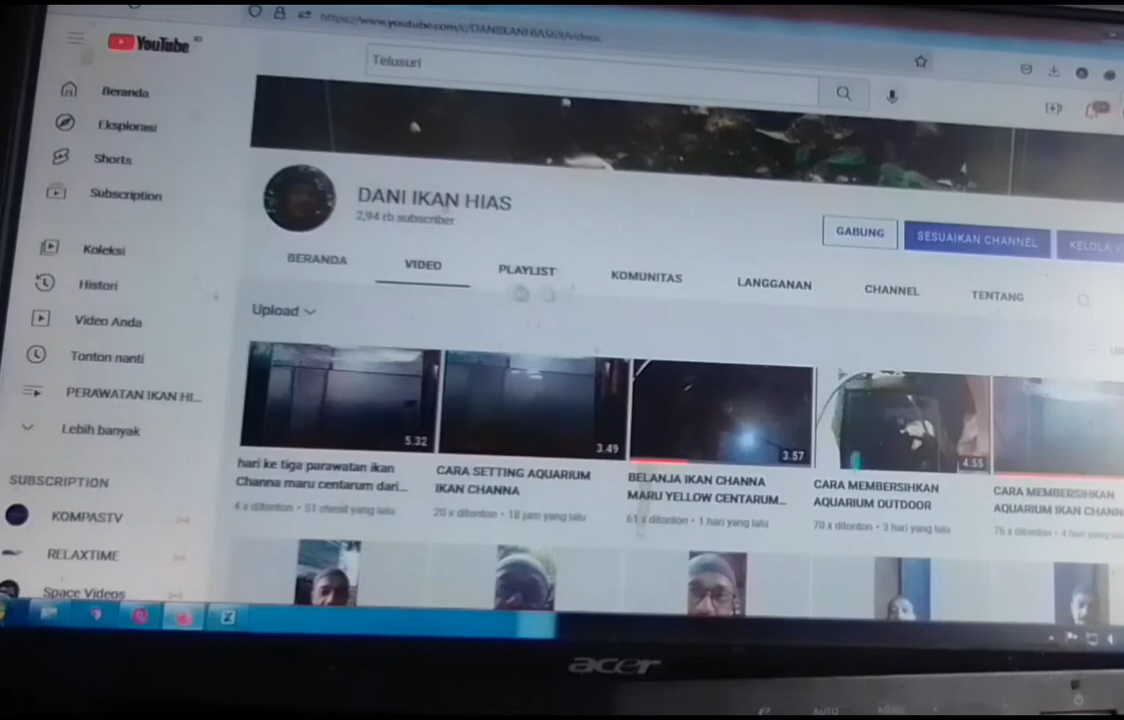 https://www.youtube.com/c/DANIIKANHIAS69/videos
YouTube
ID
Telusuri
Beranda
Eksplorasi
Shorts
Subscription
Koleksi
Histori
Video Anda
Tonton nanti
PERAWATAN IKAN HI...
Lebih banyak
SUBSCRIPTION
KOMPASTV
RELAXTIME
Space Videos
DANI IKAN HIAS
2,94 rb subscriber
GABUNG
SESUAIKAN CHANNEL
KELOLA
BERANDA
VIDEO
PLAYLIST
KOMUNITAS
LANGGANAN
CHANNEL
TENTANG
Upload
5.32
hari ke tiga parawatan ikan
Channa maru centarum dari...
4 x ditonton • 51 menit yang lalu
3.49
CARA SETTING AQUARIUM
IKAN CHANNA
20 x ditonton • 18 jam yang lalu
3.57
BELANJA IKAN CHANNA
MARU YELLOW CENTARUM...
61 x ditonton • 1 hari yang lalu
4.55
CARA MEMBERSIHKAN
AQUARIUM OUTDOOR
70 x ditonton • 3 hari yang lalu
CARA MEMBERSIHKAN
AQUARIUM IKAN CHANN
76 x ditonton • 4 hari yang
acer
AUTO
MENU